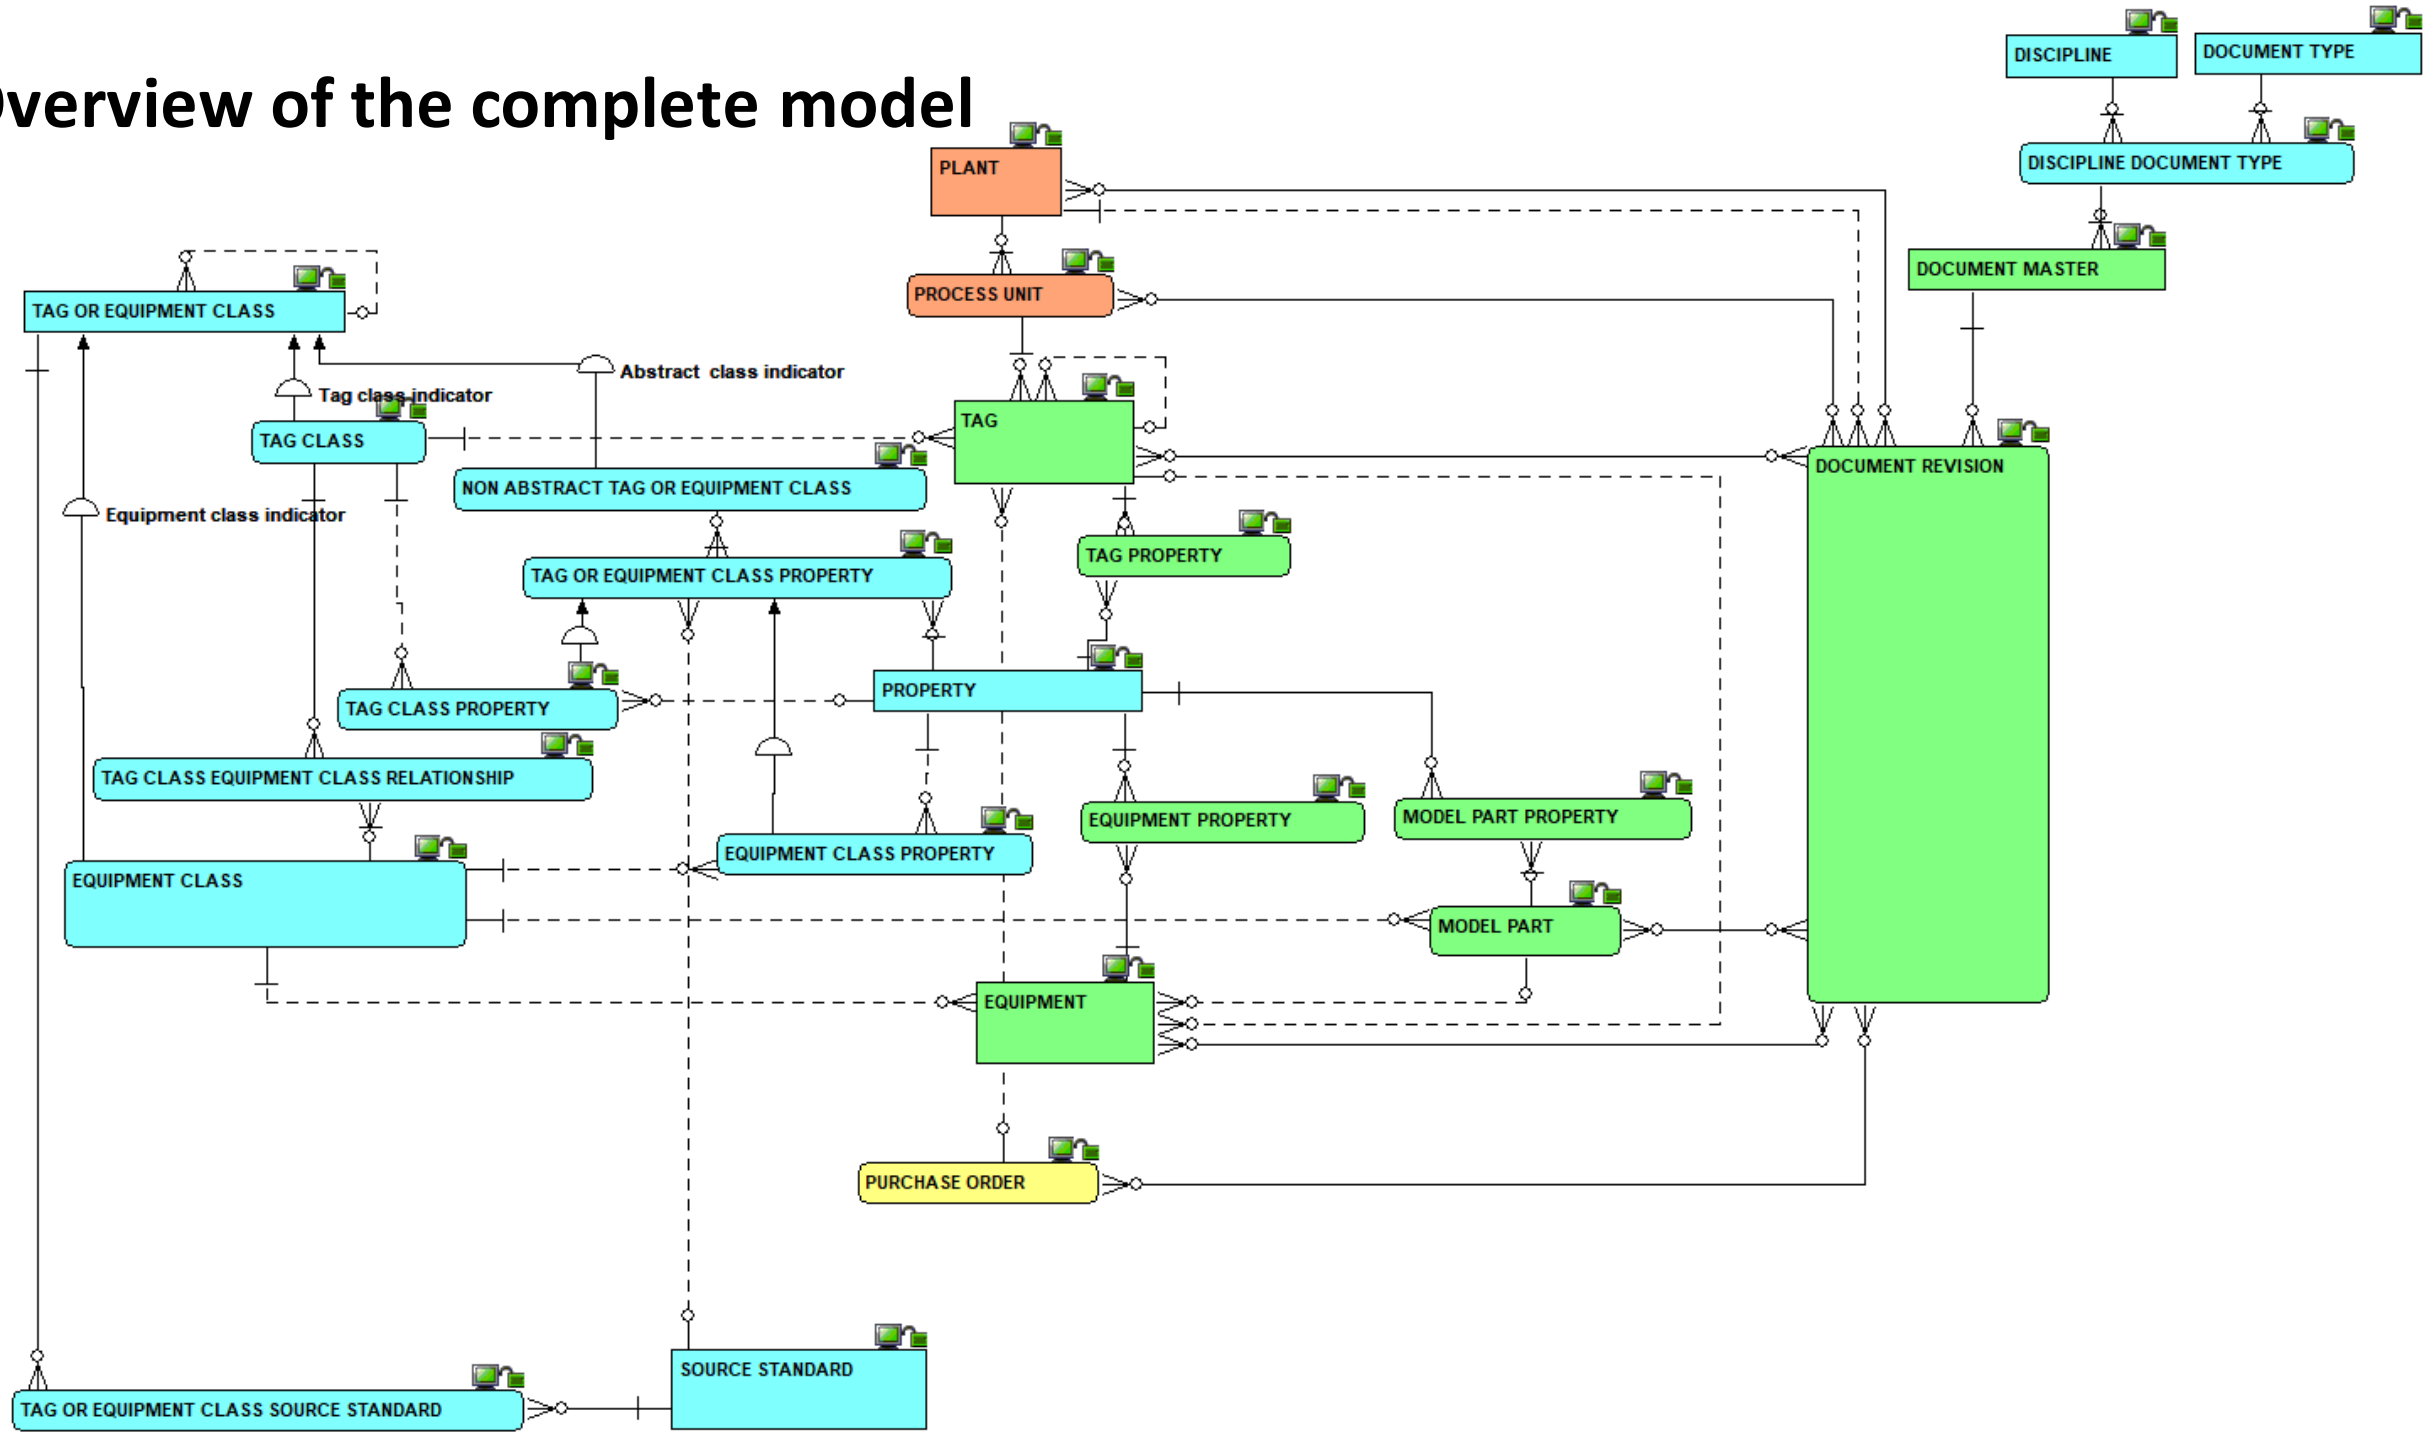 verview of the complete model
DISCIPLINE
DOCUMENT TYPE
DISCIPLINE DOCUMENT TYPE
PLANT
DOCUMENT MASTER
PROCESS UNIT
TAG OR EQUIPMENT CLASS
Abstract class indicator
Tag class indicator
TAG
TAG CLASS
DOCUMENT REVISION
NON ABSTRACT TAG OR EQUIPMENT CLASS
Equipment class indicator
TAG PROPERTY
TAG OR EQUIPMENT CLASS PROPERTY
PROPERTY
TAG CLASS PROPERTY
TAG CLASS EQUIPMENT CLASS RELATIONSHIP
EQUIPMENT PROPERTY
MODEL PART PROPERTY
EQUIPMENT CLASS PROPERTY
EQUIPMENT CLASS
MODEL PART
EQUIPMENT
PURCHASE ORDER
SOURCE STANDARD
TAG OR EQUIPMENT CLASS SOURCE STANDARD